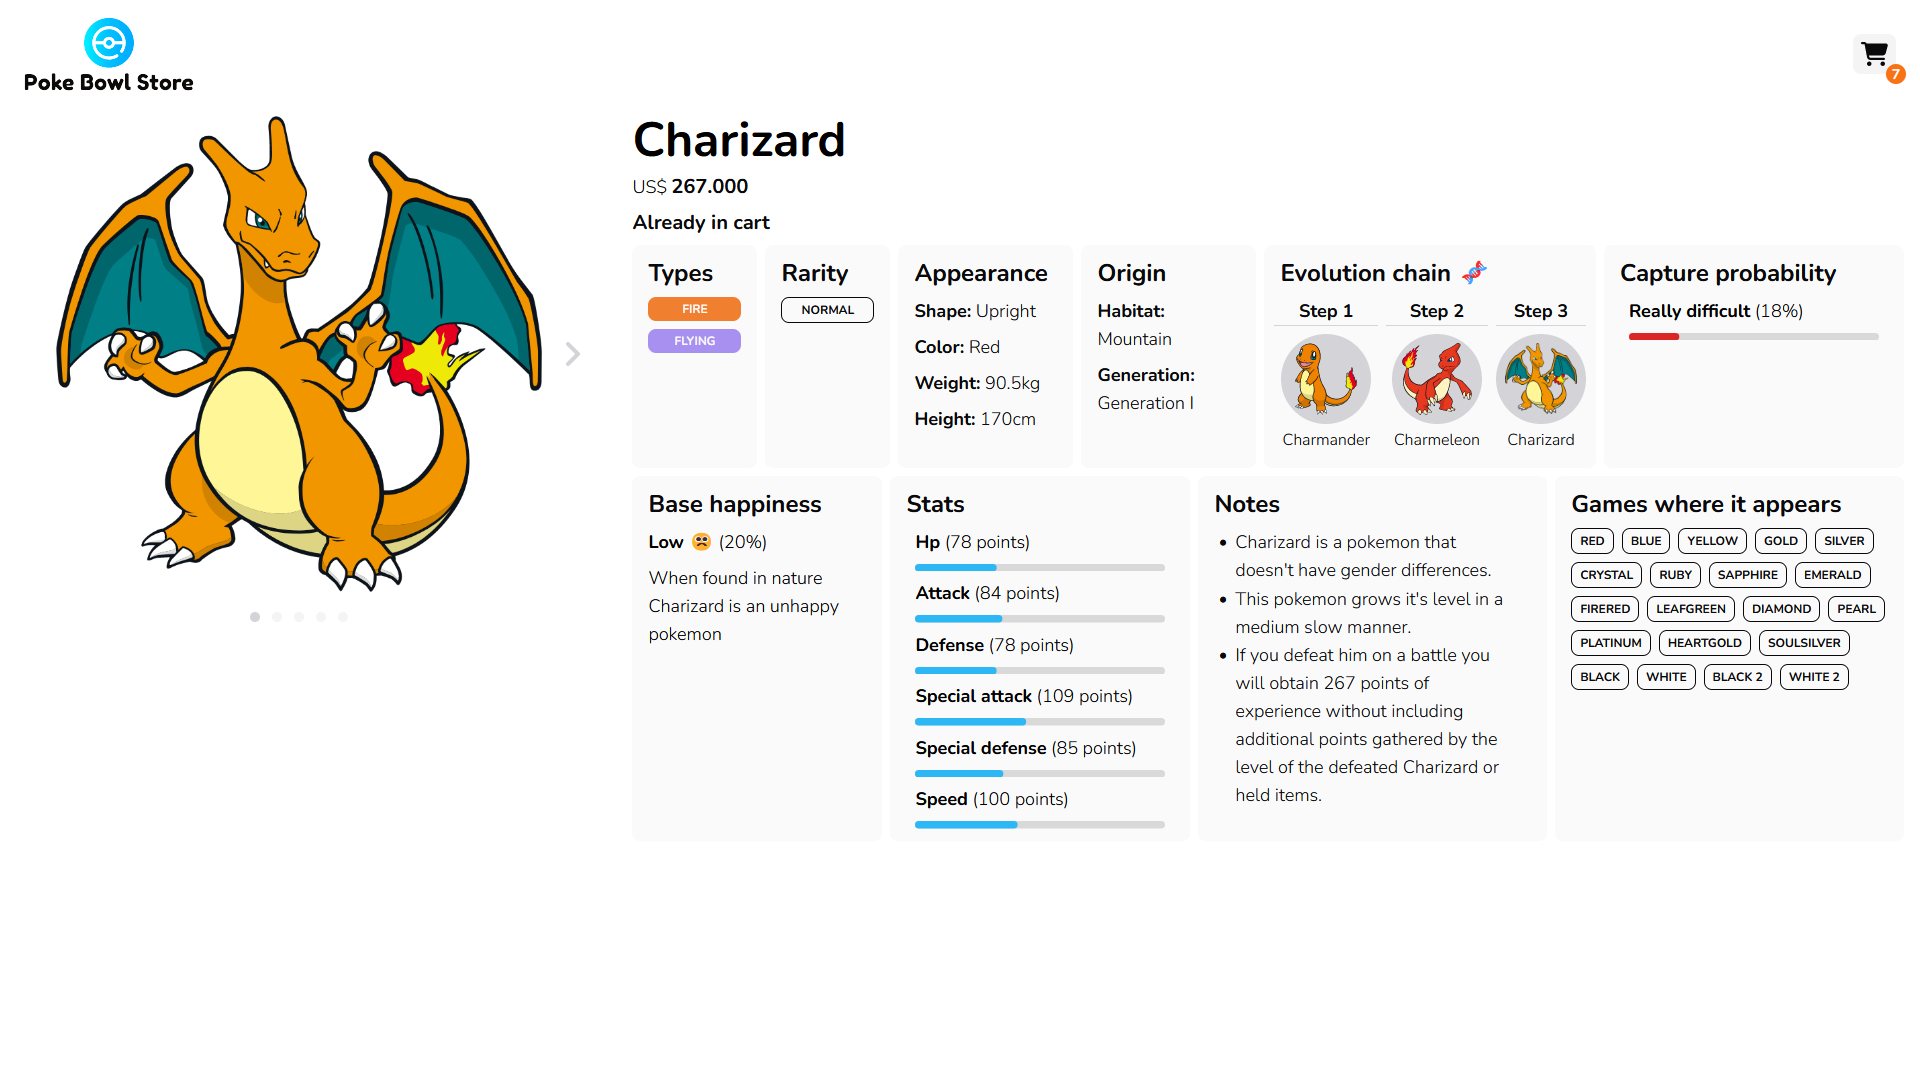 Poke Bowl Store
7
Charizard
US$ 267.000
Already in cart
Types
FIRE
FLYING
Rarity
NORMAL
Appearance
Shape: Upright
Color: Red
Weight: 90.5kg
Height: 170cm
Origin
Habitat:
Mountain
Generation:
Generation I
Evolution chain 🧬
Step 1
Charmander
Step 2
Charmeleon
Step 3
Charizard
Capture probability
Really difficult (18%)
Base happiness
Low 😠 (20%)
When found in nature
Charizard is an unhappy
pokemon
Stats
Hp (78 points)
Attack (84 points)
Defense (78 points)
Special attack (109 points)
Special defense (85 points)
Speed (100 points)
Notes
• Charizard is a pokemon that
doesn't have gender differences.
• This pokemon grows it's level in a
medium slow manner.
• If you defeat him on a battle you
will obtain 267 points of
experience without including
additional points gathered by the
level of the defeated Charizard or
held items.
Games where it appears
RED BLUE YELLOW GOLD SILVER
CRYSTAL RUBY SAPPHIRE EMERALD
FIRERED LEAFGREEN DIAMOND PEARL
PLATINUM HEARTGOLD SOULSILVER
BLACK WHITE BLACK 2 WHITE 2